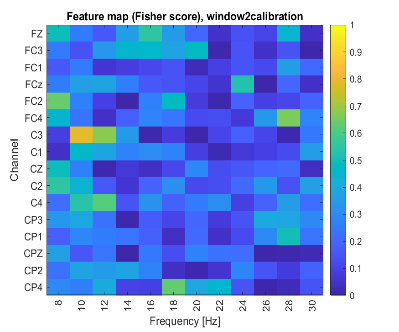 Feature map (Fisher score), window2calibration
FZ
FC3
FC1
FCz
FC2
FC4
C3
C1
CZ
C2
C4
CP3
CP1
CPZ
CP2
CP4
Channel
8 10 12 14 16 18 20 22 24 26 28 30
Frequency [Hz]
1
0.9
0.8
0.7
0.6
0.5
0.4
0.3
0.2
0.1
0